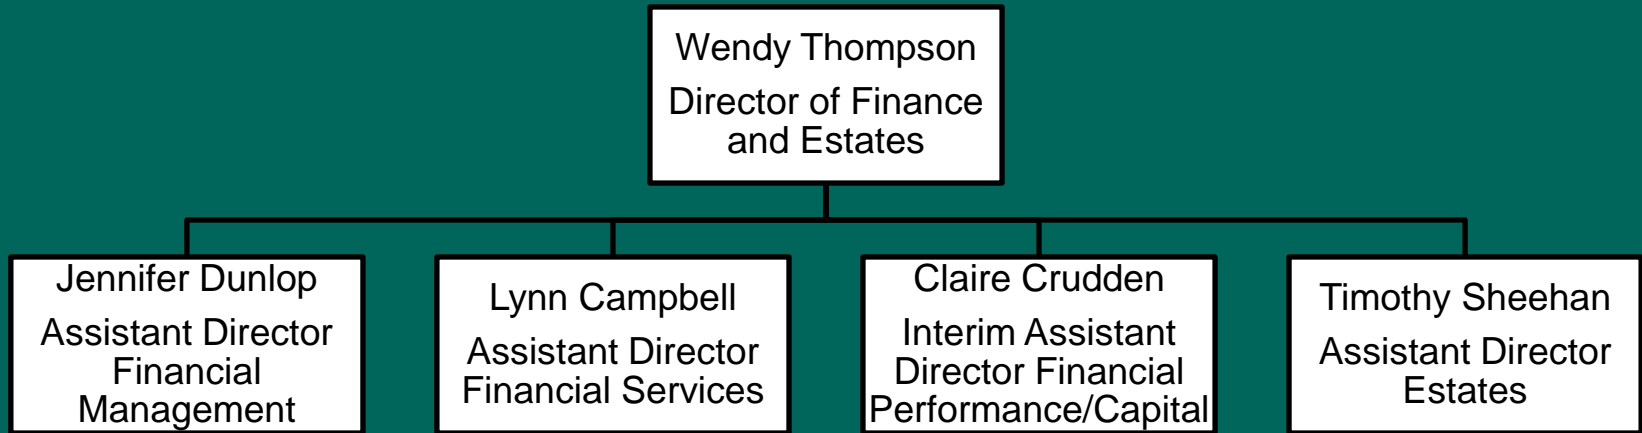 Wendy Thompson
Director of Finance
and Estates
Jennifer Dunlop
Assistant Director
Financial
Management
Lynn Campbell
Assistant Director
Financial Services
Claire Crudden
Interim Assistant
Director Financial
Performance/Capital
Timothy Sheehan
Assistant Director
Estates